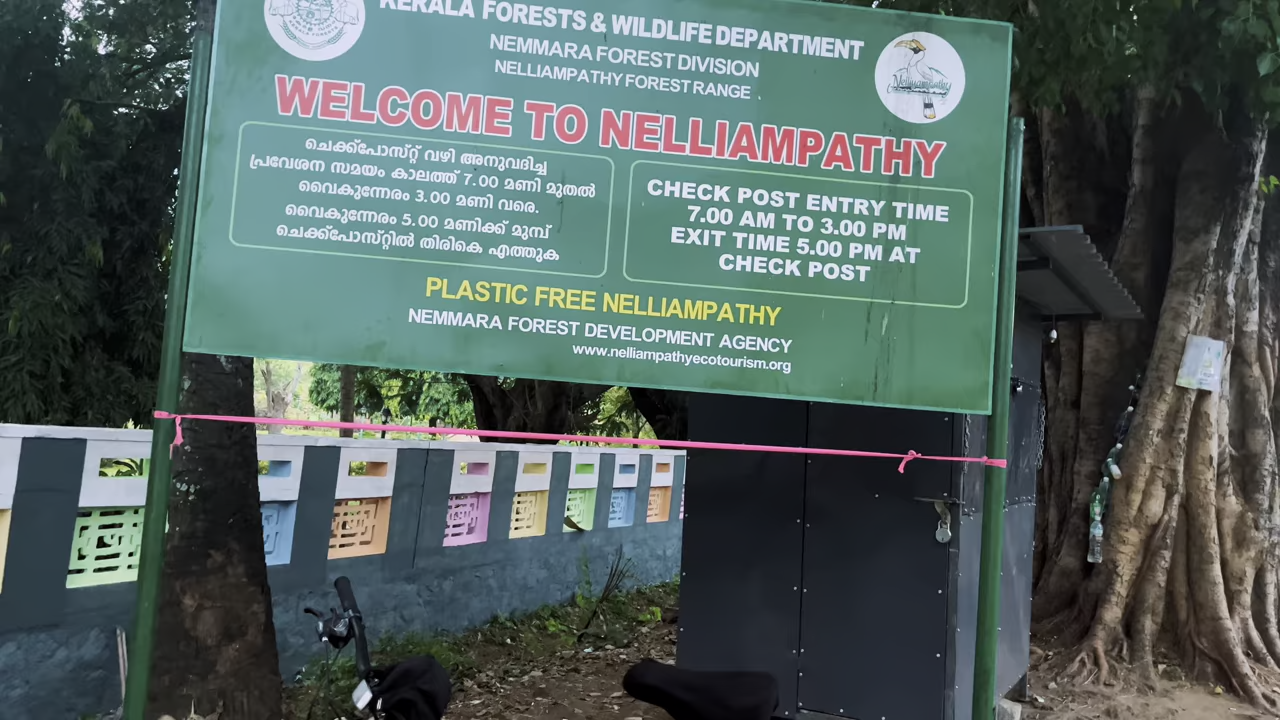 KERALA FORESTS & WILDLIFE DEPARTMENT
NEMMARA FOREST DIVISION
NELLIAMPATHY FOREST RANGE
Nelliyampathy
WELCOME TO NELLIAMPATHY
ചെക്ക്പോസ്റ്റ് വഴി അനുവദിച്ച
പ്രവേശന സമയം കാലത്ത് 7.00 മണി മുതൽ
വൈകുന്നേരം 3.00 മണി വരെ.
വൈകുന്നേരം 5.00 മണിക്ക് മുമ്പ്
ചെക്ക്പോസ്റ്റിൽ തിരികെ എത്തുക
CHECK POST ENTRY TIME
7.00 AM TO 3.00 PM
EXIT TIME 5.00 PM AT
CHECK POST
PLASTIC FREE NELLIAMPATHY
NEMMARA FOREST DEVELOPMENT AGENCY
www.nelliampathyecotourism.org